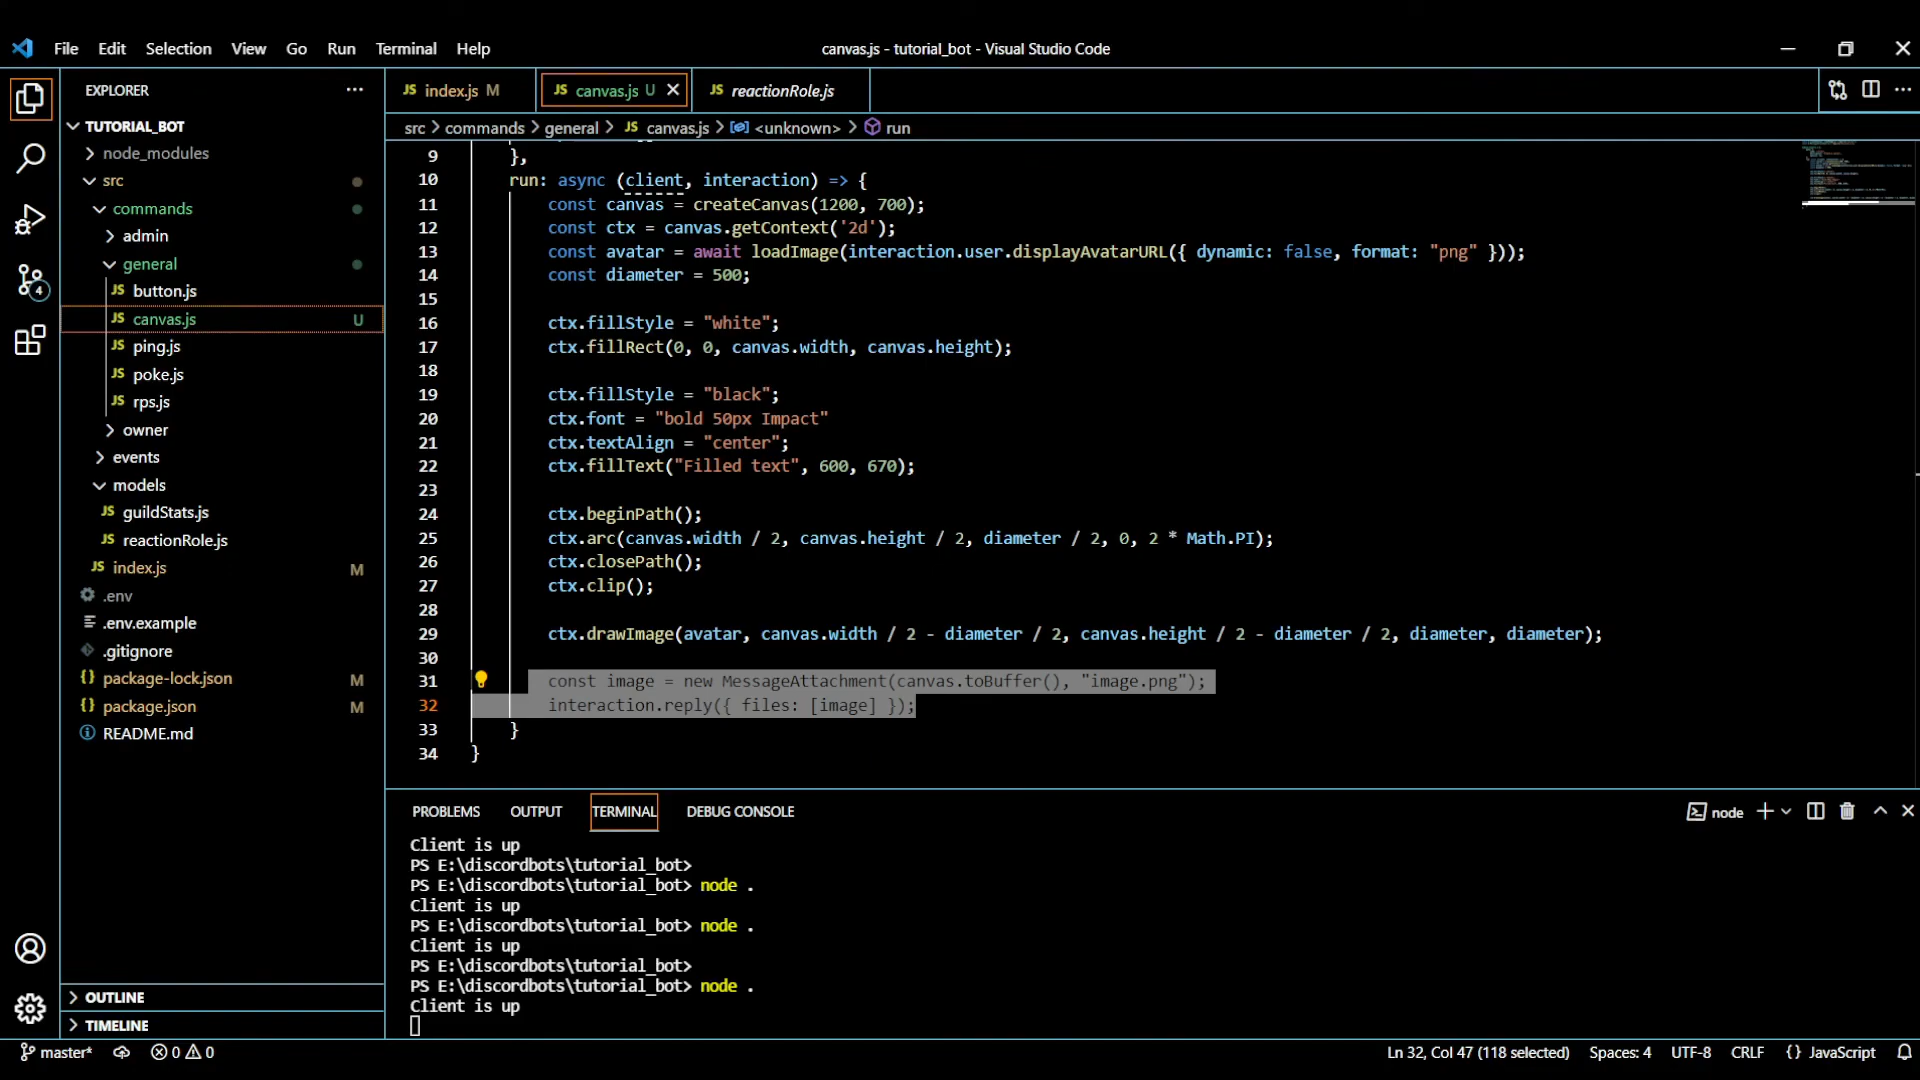 File Edit Selection View Go Run Terminal Help
canvas.js - tutorial_bot - Visual Studio Code
EXPLORER
TUTORIAL_BOT
node_modules
src
commands
admin
general
button.js
canvas.js U
ping.js
poke.js
rps.js
owner
events
models
guildStats.js
reactionRole.js
index.js M
.env
.env.example
.gitignore
package-lock.json M
package.json M
README.md
OUTLINE
TIMELINE
4
JS index.js M JS canvas.js U JS reactionRole.js
src > commands > general > JS canvas.js > <unknown> > run
9 },
10 run: async (client, interaction) => {
11 const canvas = createCanvas(1200, 700);
12 const ctx = canvas.getContext('2d');
13 const avatar = await loadImage(interaction.user.displayAvatarURL({ dynamic: false, format: "png" }));
14 const diameter = 500;
15
16 ctx.fillStyle = "white";
17 ctx.fillRect(0, 0, canvas.width, canvas.height);
18
19 ctx.fillStyle = "black";
20 ctx.font = "bold 50px Impact"
21 ctx.textAlign = "center";
22 ctx.fillText("Filled text", 600, 670);
23
24 ctx.beginPath();
25 ctx.arc(canvas.width / 2, canvas.height / 2, diameter / 2, 0, 2 * Math.PI);
26 ctx.closePath();
27 ctx.clip();
28
29 ctx.drawImage(avatar, canvas.width / 2 - diameter / 2, canvas.height / 2 - diameter / 2, diameter, diameter);
30
31 const image = new MessageAttachment(canvas.toBuffer(), "image.png");
32 interaction.reply({ files: [image] });
33 }
34 }
PROBLEMS OUTPUT TERMINAL DEBUG CONSOLE
node
Client is up
PS E:\discordbots\tutorial_bot>
PS E:\discordbots\tutorial_bot> node .
Client is up
PS E:\discordbots\tutorial_bot> node .
Client is up
PS E:\discordbots\tutorial_bot>
PS E:\discordbots\tutorial_bot> node .
Client is up
master* 0 0
Ln 32, Col 47 (118 selected) Spaces: 4 UTF-8 CRLF {} JavaScript